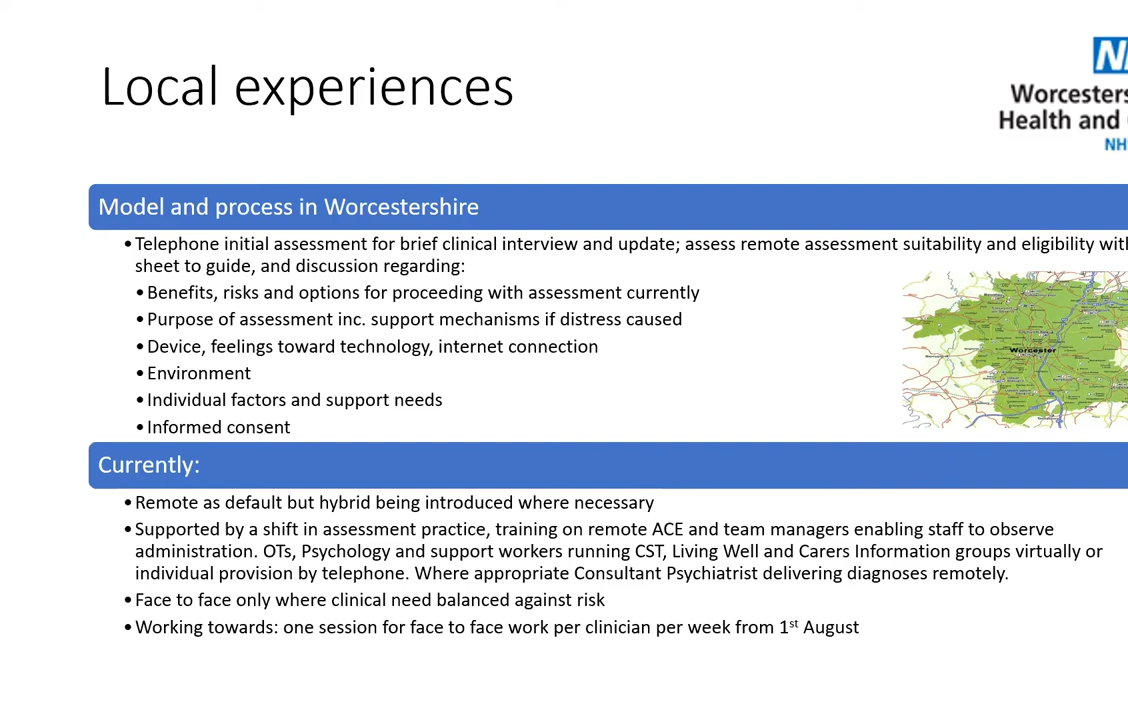 Local experiences
Worcesters
Health and
NH
Model and process in Worcestershire
• Telephone initial assessment for brief clinical interview and update; assess remote assessment suitability and eligibility with
sheet to guide, and discussion regarding:
• Benefits, risks and options for proceeding with assessment currently
• Purpose of assessment inc. support mechanisms if distress caused
• Device, feelings toward technology, internet connection
• Environment
• Individual factors and support needs
• Informed consent
Worcester
Currently:
• Remote as default but hybrid being introduced where necessary
• Supported by a shift in assessment practice, training on remote ACE and team managers enabling staff to observe
administration. OTs, Psychology and support workers running CST, Living Well and Carers Information groups virtually or
individual provision by telephone. Where appropriate Consultant Psychiatrist delivering diagnoses remotely.
• Face to face only where clinical need balanced against risk
• Working towards: one session for face to face work per clinician per week from 1st August